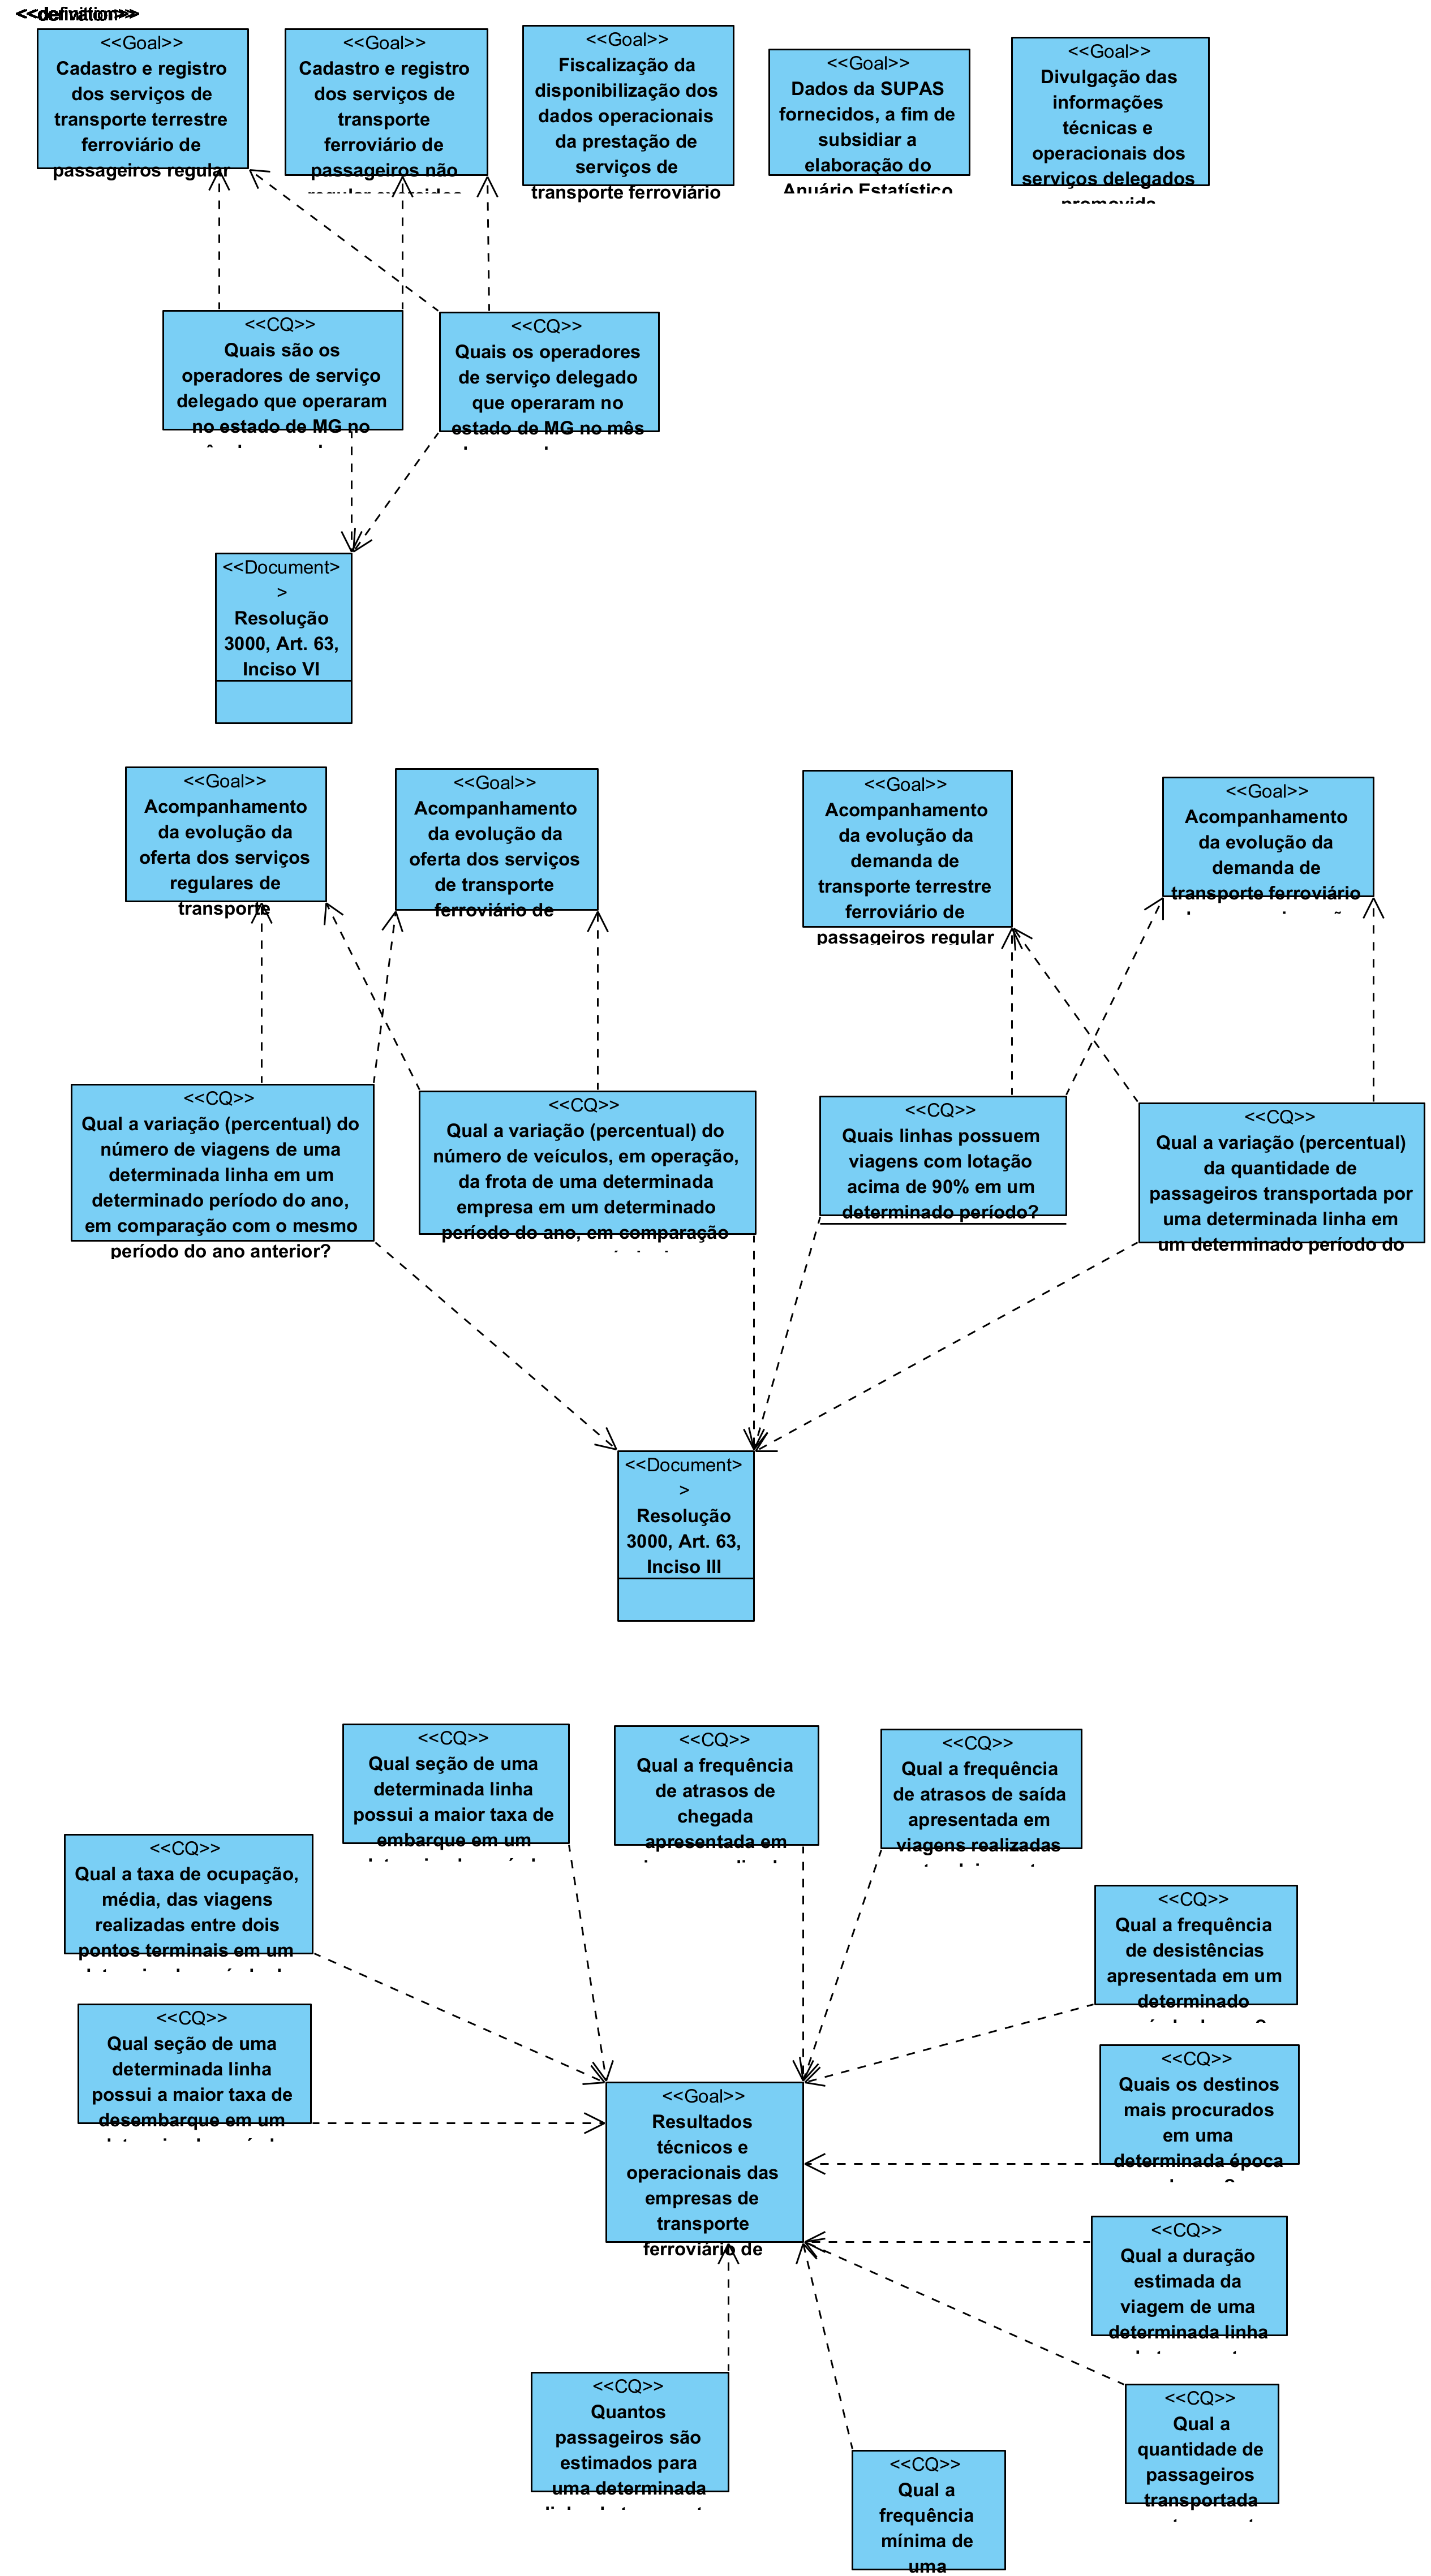 <<definition>>
<<Goal>>
Cadastro e registro
dos serviços de
transporte terrestre
ferroviário de
passageiros regular
<<Goal>>
Cadastro e registro
dos serviços de
transporte
ferroviário de
passageiros não
<<Goal>>
Fiscalização da
disponibilização dos
dados operacionais
da prestação de
serviços de
transporte ferroviário
<<Goal>>
Dados da SUPAS
fornecidos, a fim de
subsidiar a
elaboração do
Anuário Estatístico
<<Goal>>
Divulgação das
informações
técnicas e
operacionais dos
serviços delegados
promovida
<<CQ>>
Quais são os
operadores de serviço
delegado que operaram
no estado de MG no
<<CQ>>
Quais os operadores
de serviço delegado
que operaram no
estado de MG no mês
<<Document>
>
Resolução
3000, Art. 63,
Inciso VI
<<Goal>>
Acompanhamento
da evolução da
oferta dos serviços
regulares de
transporte
<<Goal>>
Acompanhamento
da evolução da
oferta dos serviços
de transporte
ferroviário de
<<Goal>>
Acompanhamento
da evolução da
demanda de
transporte terrestre
ferroviário de
passageiros regular
<<Goal>>
Acompanhamento
da evolução da
demanda de
transporte ferroviário
<<CQ>>
Qual a variação (percentual) do
número de viagens de uma
determinada linha em um
determinado período do ano,
em comparação com o mesmo
período do ano anterior?
<<CQ>>
Qual a variação (percentual) do
número de veículos, em operação,
da frota de uma determinada
empresa em um determinado
período do ano, em comparação
<<CQ>>
Quais linhas possuem
viagens com lotação
acima de 90% em um
determinado período?
<<CQ>>
Qual a variação (percentual)
da quantidade de
passageiros transportada por
uma determinada linha em
um determinado período do
<<Document>
>
Resolução
3000, Art. 63,
Inciso III
<<CQ>>
Qual seção de uma
determinada linha
possui a maior taxa de
embarque em um
<<CQ>>
Qual a frequência
de atrasos de
chegada
apresentada em
<<CQ>>
Qual a frequência
de atrasos de saída
apresentada em
viagens realizadas
<<CQ>>
Qual a taxa de ocupação,
média, das viagens
realizadas entre dois
pontos terminais em um
<<CQ>>
Qual a frequência
de desistências
apresentada em um
determinado
<<CQ>>
Qual seção de uma
determinada linha
possui a maior taxa de
desembarque em um
<<Goal>>
Resultados
técnicos e
operacionais das
empresas de
transporte
ferroviário de
<<CQ>>
Quais os destinos
mais procurados
em uma
determinada época
<<CQ>>
Qual a duração
estimada da
viagem de uma
determinada linha
<<CQ>>
Quantos
passageiros são
estimados para
uma determinada
<<CQ>>
Qual a
quantidade de
passageiros
transportada
<<CQ>>
Qual a
frequência
mínima de
uma